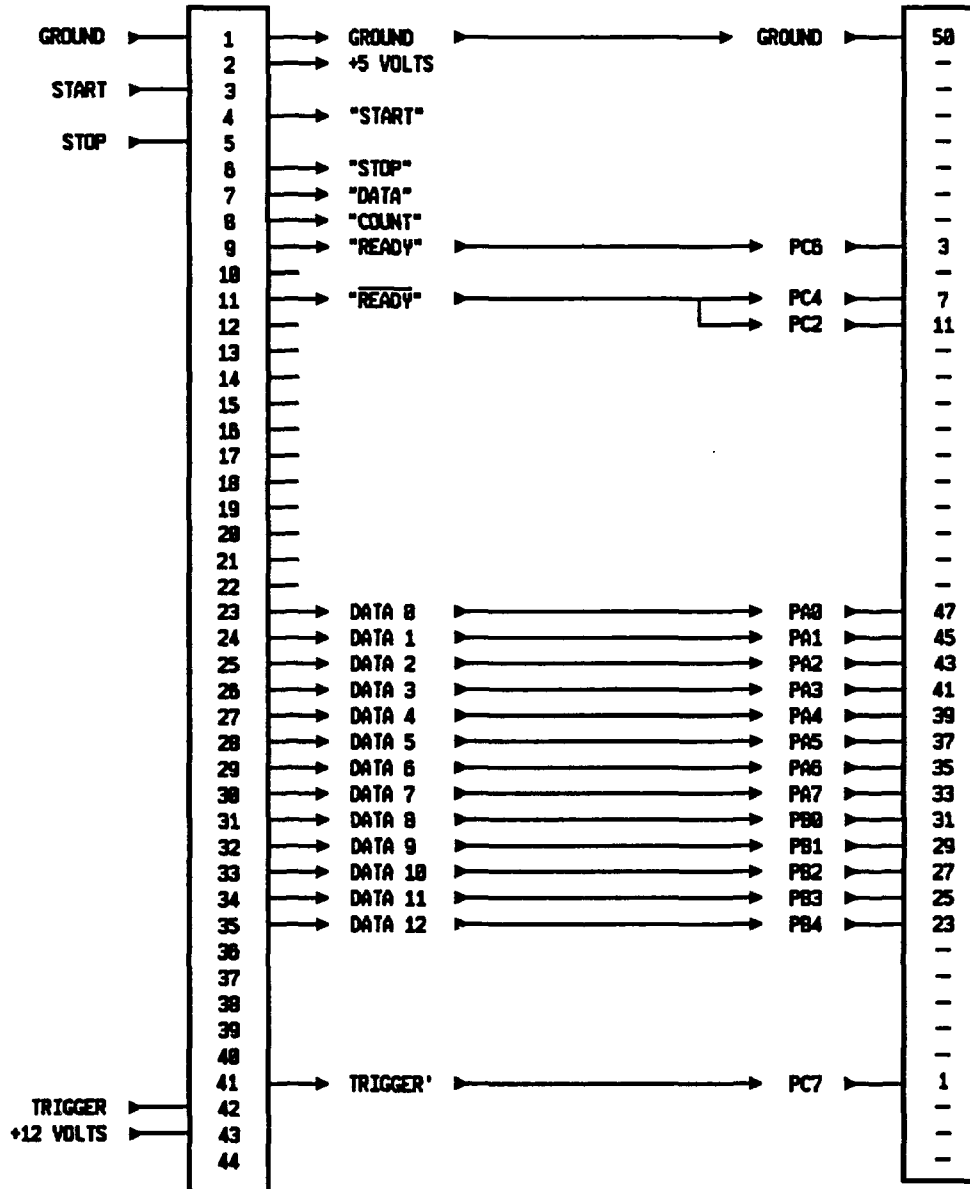 GROUND 1 GROUND GROUND 50
2 +5 VOLTS -
START 3 -
4 "START" -
STOP 5 -
6 "STOP" -
7 "DATA" -
8 "COUNT" -
9 "READY" PC6 3
10 -
11 "READY" PC4 7
12 PC2 11
13 -
14 -
15 -
16 -
17 -
18 -
19 -
20 -
21 -
22 -
23 DATA 0 PA0 47
24 DATA 1 PA1 45
25 DATA 2 PA2 43
26 DATA 3 PA3 41
27 DATA 4 PA4 39
28 DATA 5 PA5 37
29 DATA 6 PA6 35
30 DATA 7 PA7 33
31 DATA 8 PB0 31
32 DATA 9 PB1 29
33 DATA 10 PB2 27
34 DATA 11 PB3 25
35 DATA 12 PB4 23
36 -
37 -
38 -
39 -
40 -
41 TRIGGER' PC7 1
TRIGGER 42 -
+12 VOLTS 43 -
44 -